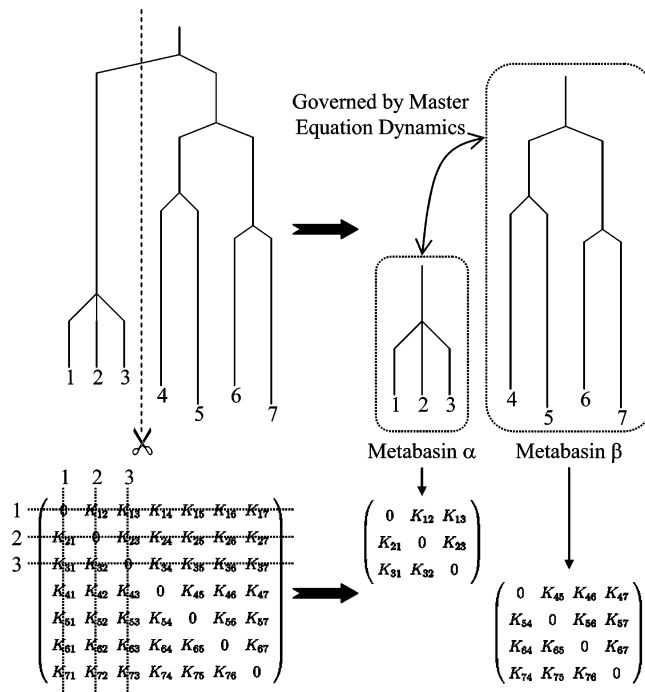 Governed by Master
Equation Dynamics
1 2 3
4
5
6
7
1 2 3
4
5
6
7
Metabasin α
Metabasin β
1 2 3
1 0 K12 K13 K14 K15 K16 K17
2 K21 0 K23 K24 K25 K26 K27
3 K31 K32 0 K34 K35 K36 K37
K41 K42 K43 0 K45 K46 K47
K51 K52 K53 K54 0 K56 K57
K61 K62 K63 K64 K65 0 K67
K71 K72 K73 K74 K75 K76 0
0 K12 K13
K21 0 K23
K31 K32 0
0 K45 K46 K47
K54 0 K56 K57
K64 K65 0 K67
K74 K75 K76 0